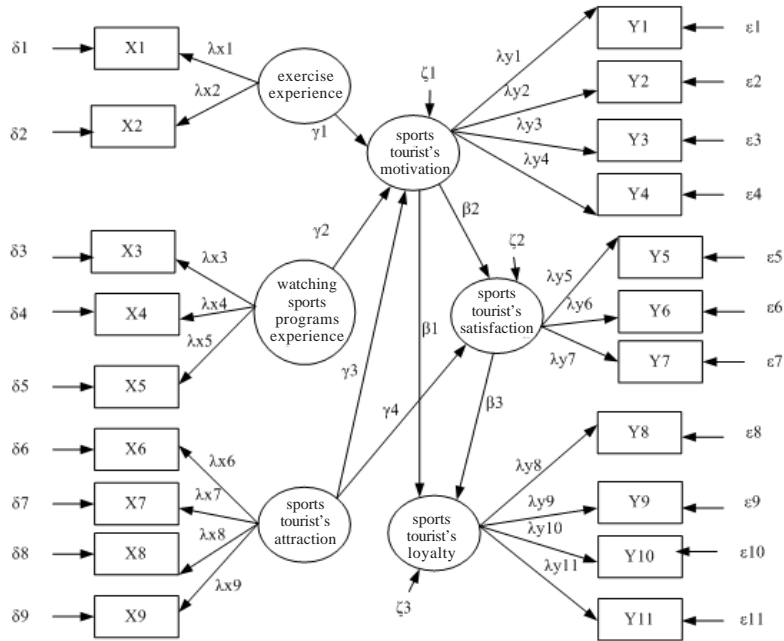 δ1
X1
λx1
δ2
X2
λx2
exercise
experience
γ1
ζ1
sports
tourist's
motivation
λy1
λy2
λy3
λy4
Y1
ε1
Y2
ε2
Y3
ε3
Y4
ε4
δ3
X3
λx3
δ4
X4
λx4
δ5
X5
λx5
watching
sports
programs
experience
γ2
β2
ζ2
sports
tourist's
satisfaction
λy5
λy6
λy7
Y5
ε5
Y6
ε6
Y7
ε7
β1
γ3
γ4
β3
δ6
X6
λx6
δ7
X7
λx7
δ8
X8
λx8
δ9
X9
λx9
sports
tourist's
attraction
sports
tourist's
loyalty
ζ3
λy8
λy9
λy10
λy11
Y8
ε8
Y9
ε9
Y10
ε10
Y11
ε11